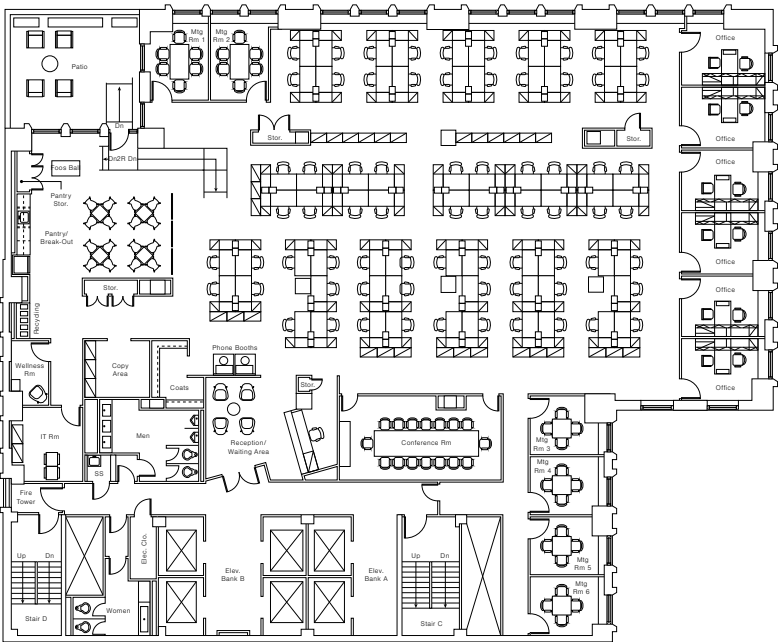 Mtg
Rm 1
Mtg
Rm 2
Office
Patio
Dn
Office
Stor.
Stor.
Foos Ball
Dn2R Dn
Office
Pantry
Stor.
Pantry/
Break-Out
Office
Office
Stor.
Recycling
Phone Booths
Wellness
Rm
Copy
Area
Coats
Stor.
Office
IT Rm
Men
Reception/
Waiting Area
Conference Rm
Mtg
Rm 3
SS
Mtg
Rm 4
Fire
Tower
Elec. Clo.
Up
Dn
Elev.
Bank B
Elev.
Bank A
Up
Dn
Mtg
Rm 5
Mtg
Rm 6
Stair D
Women
Stair C